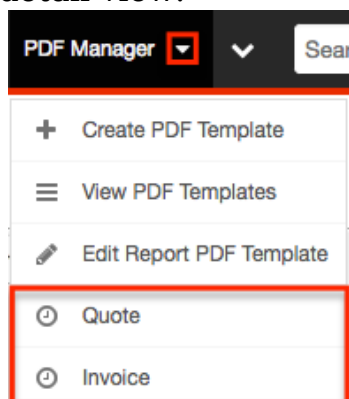 PDF Manager
Sear
Create PDF Template
View PDF Templates
Edit Report PDF Template
Quote
Invoice